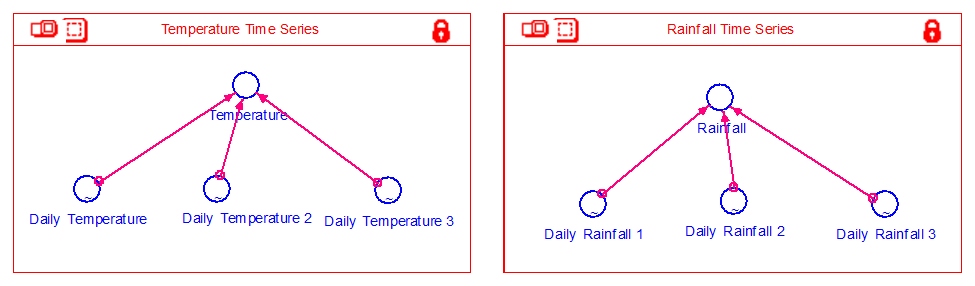 Temperature Time Series
Temperature
Daily Temperature
Daily Temperature 2
Daily Temperature 3
Rainfall Time Series
Rainfall
Daily Rainfall 1
Daily Rainfall 2
Daily Rainfall 3